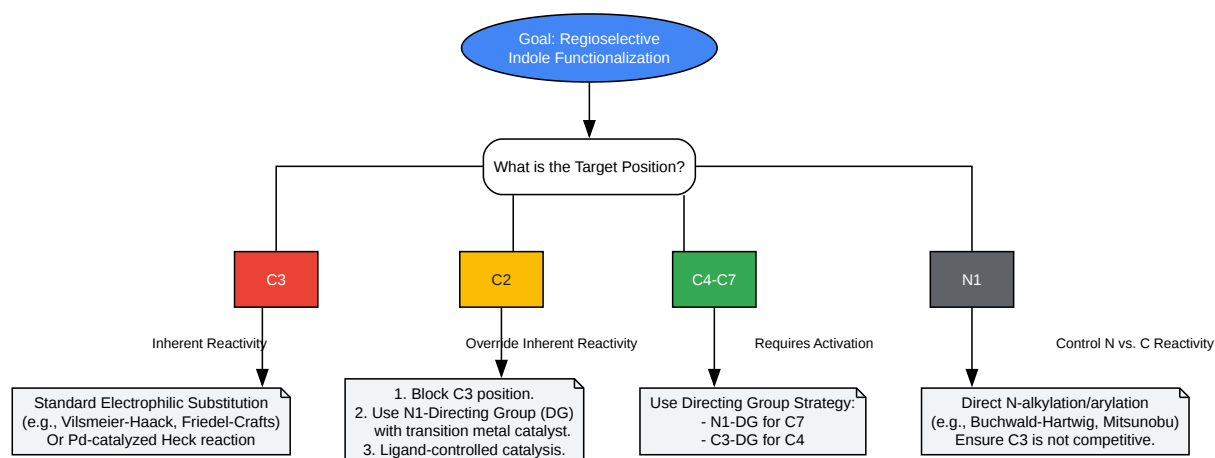 Goal: Regioselective
Indole Functionalization
What is the Target Position?
C3
C2
C4-C7
N1
Inherent Reactivity
Override Inherent Reactivity
Requires Activation
Control N vs. C Reactivity
Standard Electrophilic Substitution
(e.g., Vilsmeier-Haack, Friedel-Crafts)
Or Pd-catalyzed Heck reaction
1. Block C3 position.
2. Use N1-Directing Group (DG)
with transition metal catalyst.
3. Ligand-controlled catalysis.
Use Directing Group Strategy:
- N1-DG for C7
- C3-DG for C4
Direct N-alkylation/arylation
(e.g., Buchwald-Hartwig, Mitsunobu)
Ensure C3 is not competitive.